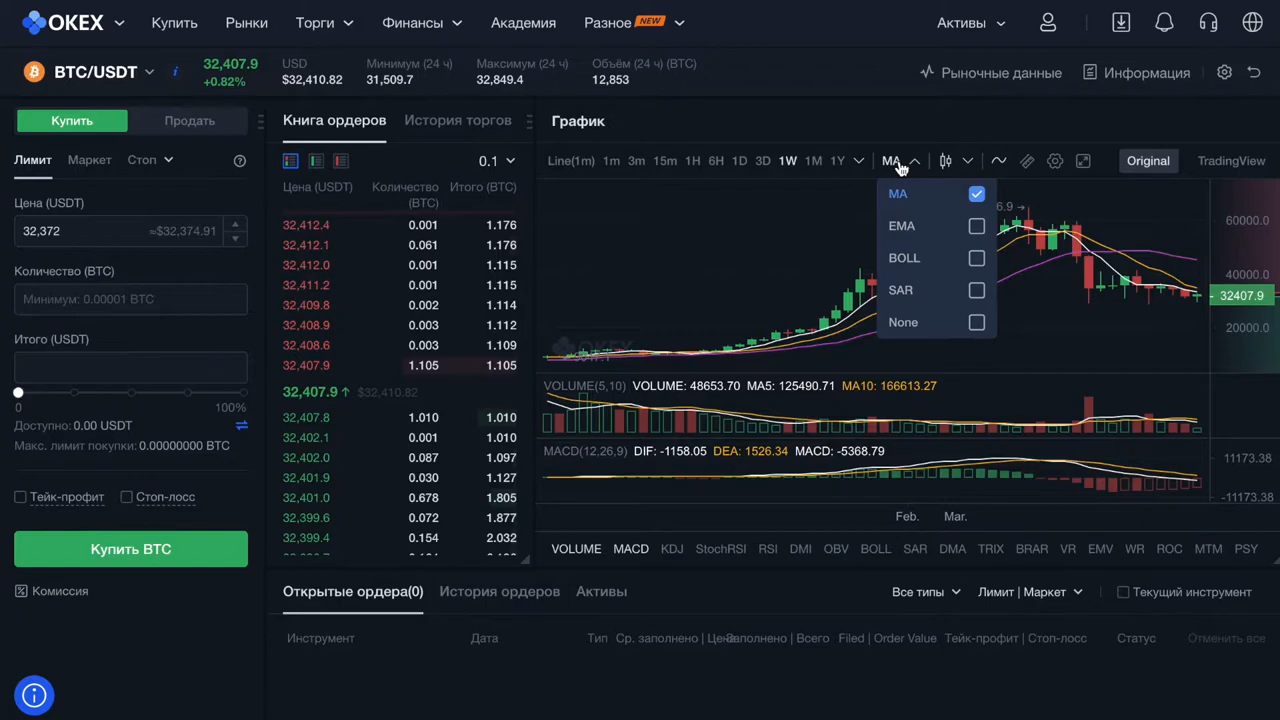 OKEX Купить Рынки Торги Финансы Академия Разное NEW Активы
BTC/USDT i 32,407.9 +0.82%
USD $32,410.82
Минимум (24 ч) 31,509.7
Максимум (24 ч) 32,849.4
Объём (24 ч) (BTC) 12,853
Рыночные данные Информация
Купить Продать
Лимит Маркет Стоп
Цена (USDT)
32,372 ≈$32,374.91
Количество (BTC)
Минимум: 0.00001 BTC
Итого (USDT)
0 100%
Доступно: 0.00 USDT
Макс. лимит покупки: 0.00000000 BTC
Тейк-профит Стоп-лосс
Купить BTC
Комиссия
Книга ордеров История торгов
0.1
Цена (USDT) Количество (BTC) Итого (BTC)
32,412.4 0.001 1.176
32,412.1 0.061 1.176
32,412.0 0.001 1.115
32,411.2 0.001 1.115
32,409.8 0.002 1.114
32,408.9 0.003 1.112
32,408.6 0.003 1.109
32,407.9 1.105 1.105
32,407.9 ↑ $32,410.82
32,407.8 1.010 1.010
32,402.1 0.001 1.010
32,402.0 0.087 1.097
32,401.9 0.030 1.127
32,401.0 0.678 1.805
32,399.6 0.072 1.877
32,399.4 0.154 2.032
График
Line(1m) 1m 3m 15m 1H 6H 1D 3D 1W 1M 1Y MA Original TradingView
MA
EMA
BOLL
SAR
None
60000.0
40000.0
32407.9
20000.0
OKEX
VOLUME(5,10) VOLUME: 48653.70 MA5: 125490.71 MA10: 166613.27
MACD(12,26,9) DIF: -1158.05 DEA: 1526.34 MACD: -5368.79
11173.38
-11173.38
Feb. Mar.
VOLUME MACD KDJ StochRSI RSI DMI OBV BOLL SAR DMA TRIX BRAR VR EMV WR ROC MTM PSY
Открытые ордера(0) История ордеров Активы Все типы Лимит | Маркет Текущий инструмент
Инструмент Дата Тип Ср. заполнено | Цена Заполнено | Всего Filed | Order Value Тейк-профит | Стоп-лосс Статус Отменить все